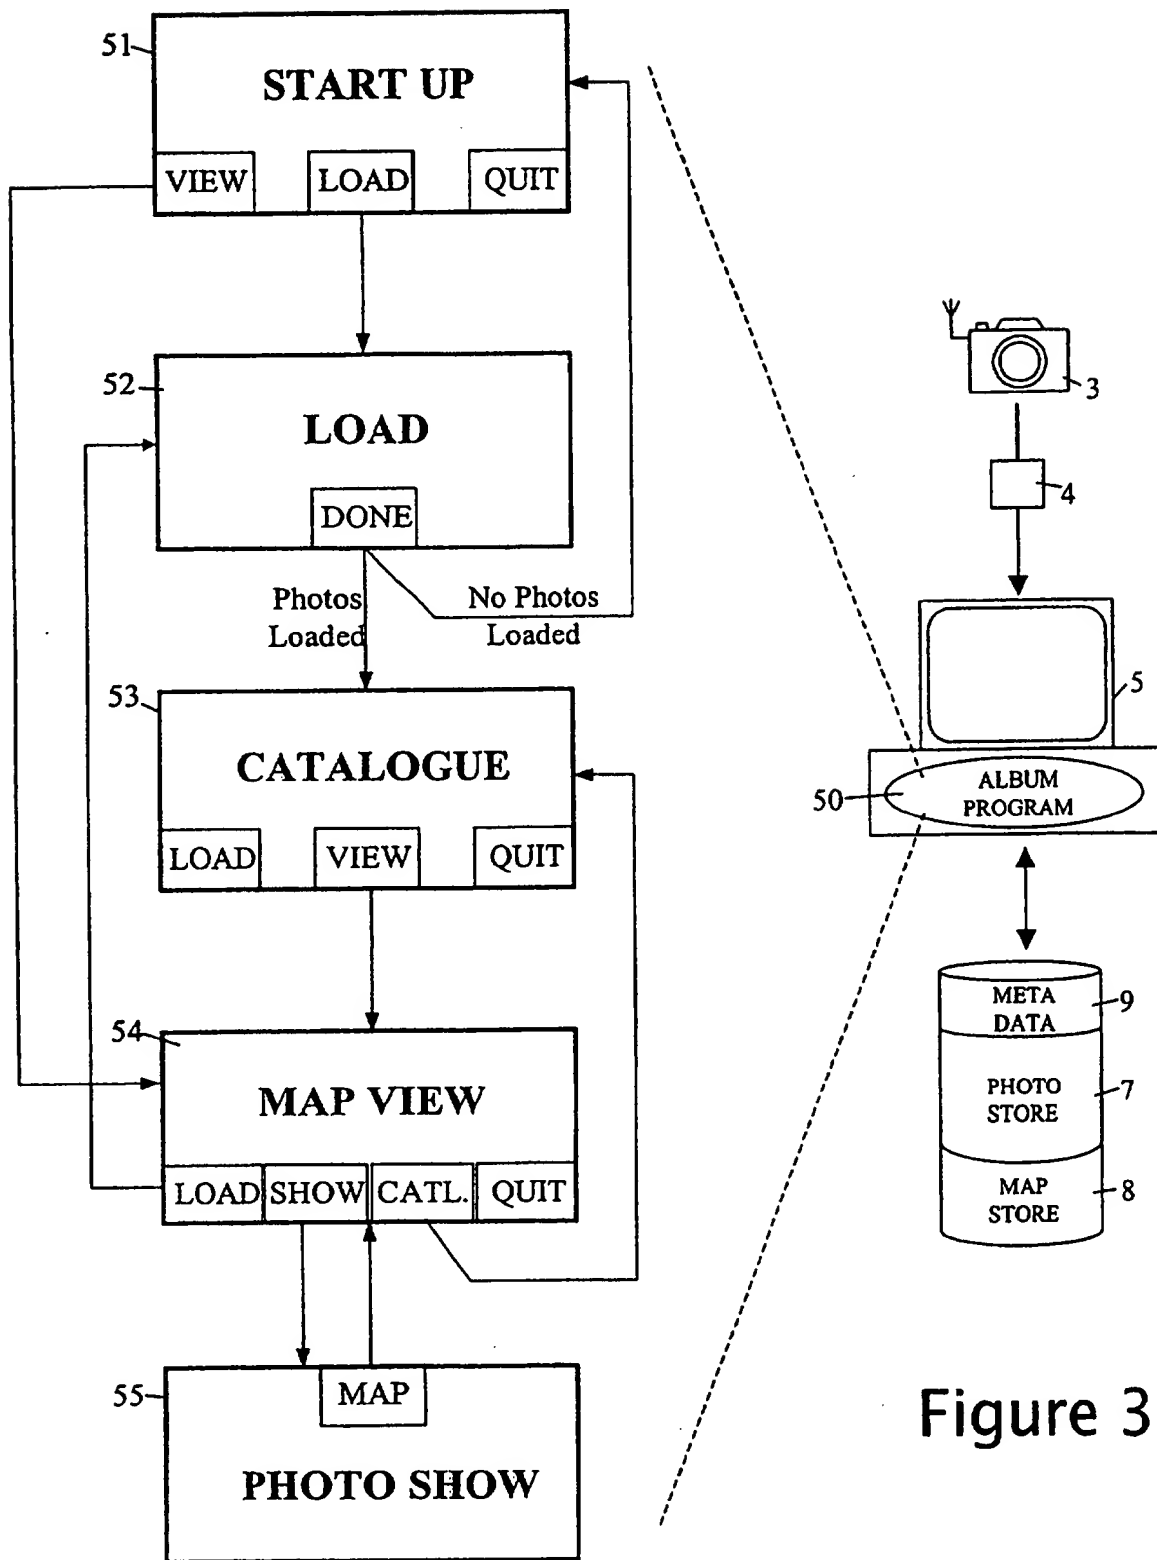 51
START UP
VIEW
LOAD
QUIT
52
LOAD
DONE
Photos
Loaded
No Photos
Loaded
53
CATALOGUE
LOAD
VIEW
QUIT
54
MAP VIEW
LOAD
SHOW
CATL.
QUIT
55
MAP
PHOTO SHOW
3
4
5
50
ALBUM
PROGRAM
META
DATA
9
PHOTO
STORE
7
MAP
STORE
8
Figure 3